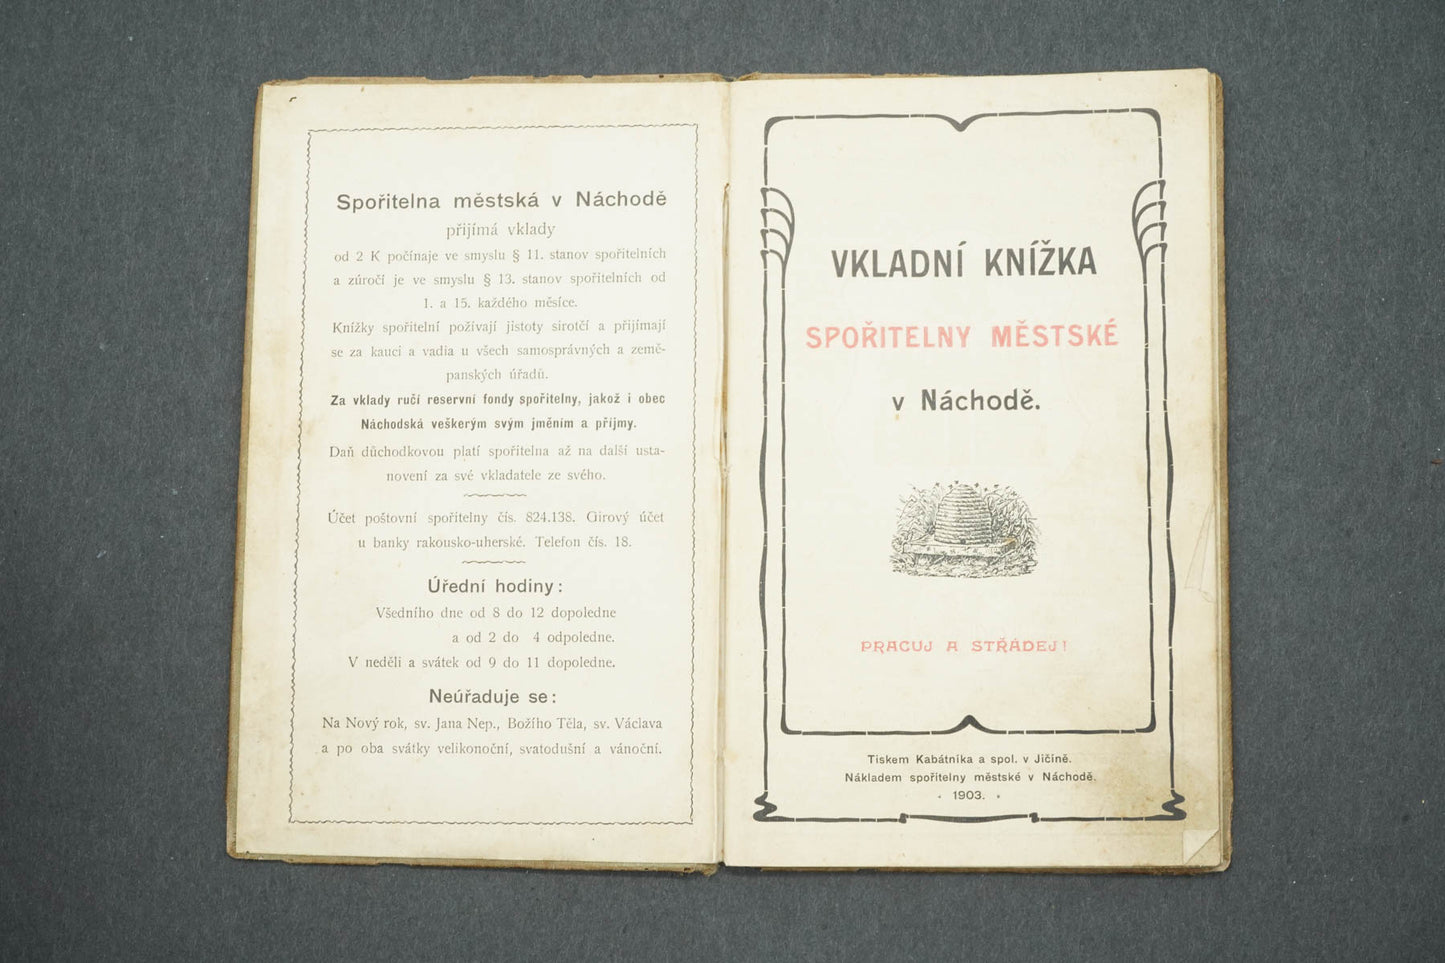 Spořitelna městská v Náchodě
přijímá vklady
od 2 K počínaje ve smyslu § 11. stanov spořitelních
a zúročí je ve smyslu § 13. stanov spořitelních od
1. a 15. každého měsíce.
Knížky spořitelní požívají jistoty sirotčí a přijímají
se za kauci a vadia u všech samosprávných a země-
panských úřadů.
Za vklady ručí reservní fondy spořitelny, jakož i obec
Náchodská veškerým svým jměním a příjmy.
Daň důchodkovou platí spořitelna až na další usta-
novení za své vkladatele ze svého.
Účet poštovní spořitelny čís. 824.138. Girový účet
u banky rakousko-uherské. Telefon čís. 18.
Úřední hodiny:
Všedního dne od 8 do 12 dopoledne
a od 2 do 4 odpoledne.
V neděli a svátek od 9 do 11 dopoledne.
Neúřaduje se:
Na Nový rok, sv. Jana Nep., Božího Těla, sv. Václava
a po oba svátky velikonoční, svatodušní a vánoční.
VKLADNÍ KNÍŽKA
SPOŘITELNY MĚSTSKÉ
v Náchodě.
PRACUJ A STŘÁDEJ!
Tiskem Kabátníka a spol. v Jičíně.
Nákladem spořitelny městské v Náchodě.
1903.